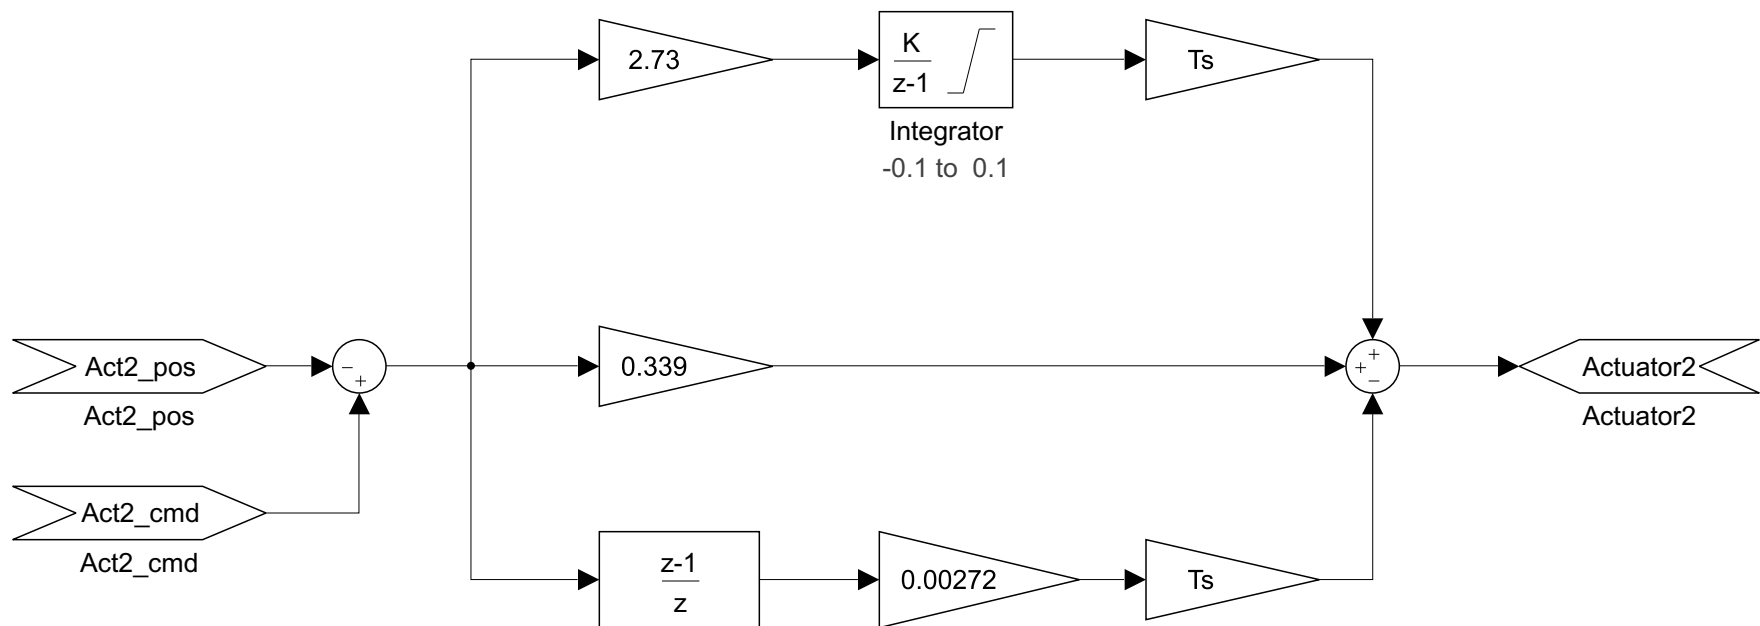 2.73
K
z-1
Ts
Integrator
-0.1 to 0.1
Act2_pos
Act2_pos
−
+
0.339
+
+
−
Actuator2
Actuator2
Act2_cmd
Act2_cmd
z-1
z
0.00272
Ts